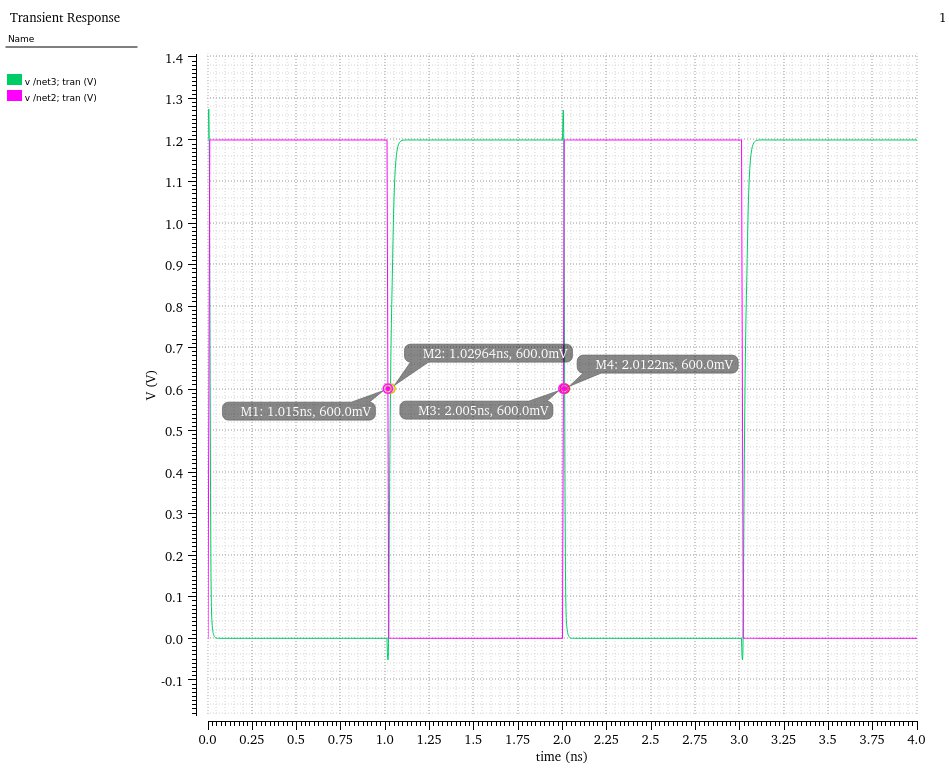 Transient Response
1
Name
v /net3; tran (V)
v /net2; tran (V)
1.4
1.3
1.2
1.1
1.0
0.9
0.8
0.7
0.6
0.5
0.4
0.3
0.2
0.1
0.0
-0.1
V (V)
M2: 1.02964ns, 600.0mV
M4: 2.0122ns, 600.0mV
M1: 1.015ns, 600.0mV
M3: 2.005ns, 600.0mV
0.0 0.25 0.5 0.75 1.0 1.25 1.5 1.75 2.0 2.25 2.5 2.75 3.0 3.25 3.5 3.75 4.0
time (ns)